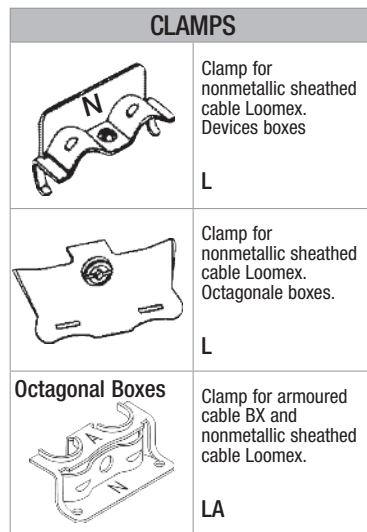 CLAMPS
N
Clamp for
nonmetallic sheathed
cable Loomex.
Devices boxes
L
Clamp for
nonmetallic sheathed
cable Loomex.
Octagonale boxes.
L
Octagonal Boxes
A
N
Clamp for armoured
cable BX and
nonmetallic sheathed
cable Loomex.
LA